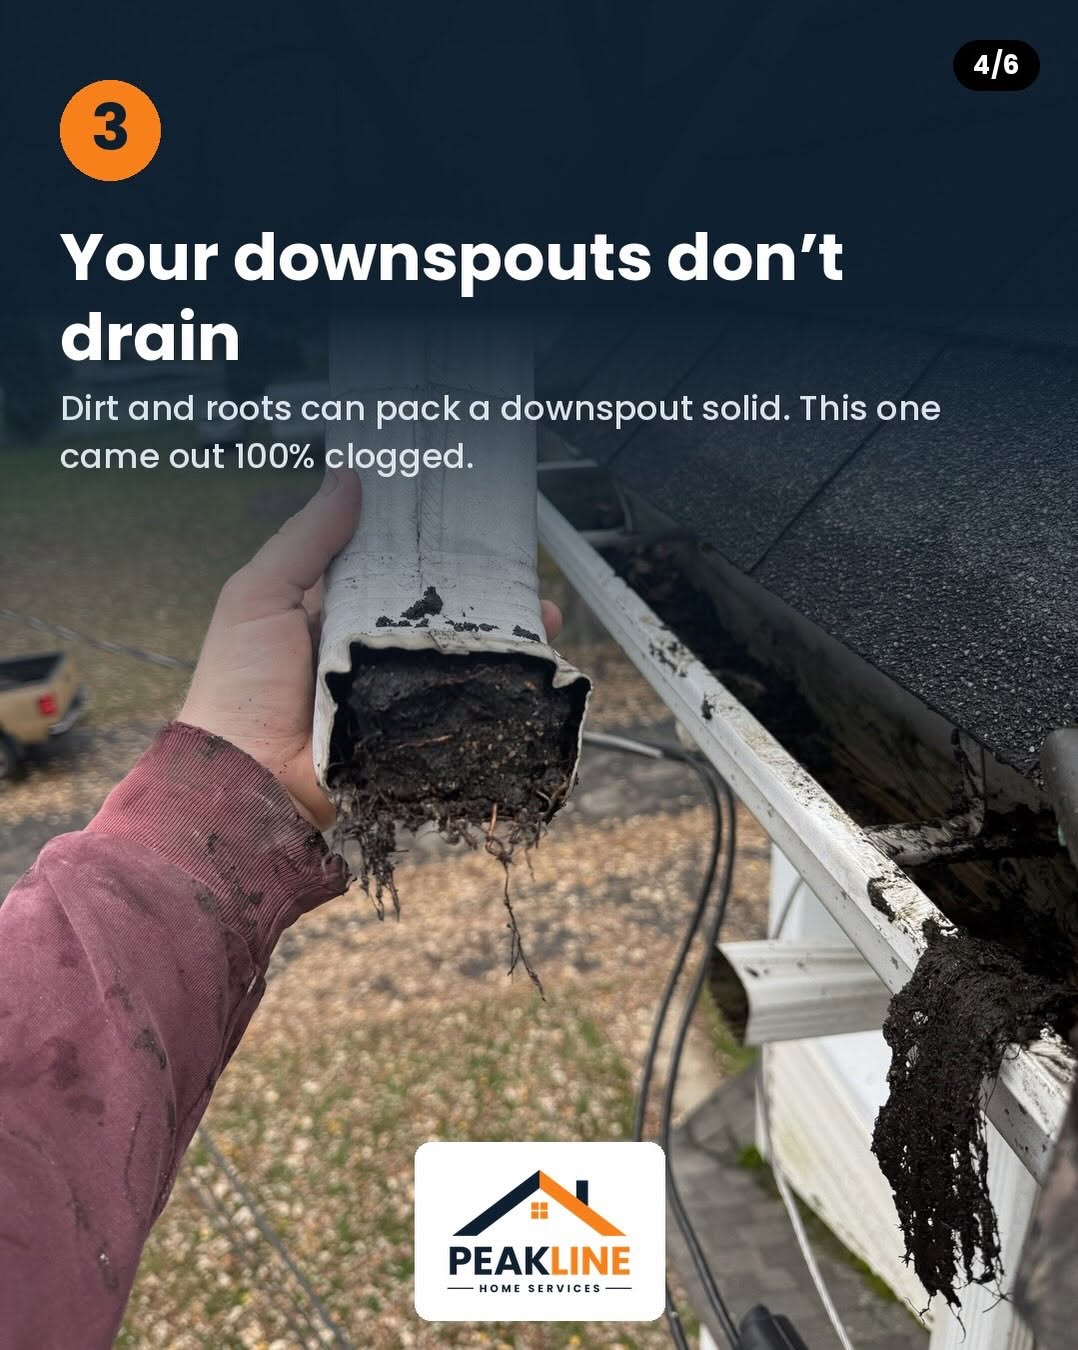 4/6
3
Your downspouts don’t
drain
Dirt and roots can pack a downspout solid. This one
came out 100% clogged.
PEAKLINE
HOME SERVICES